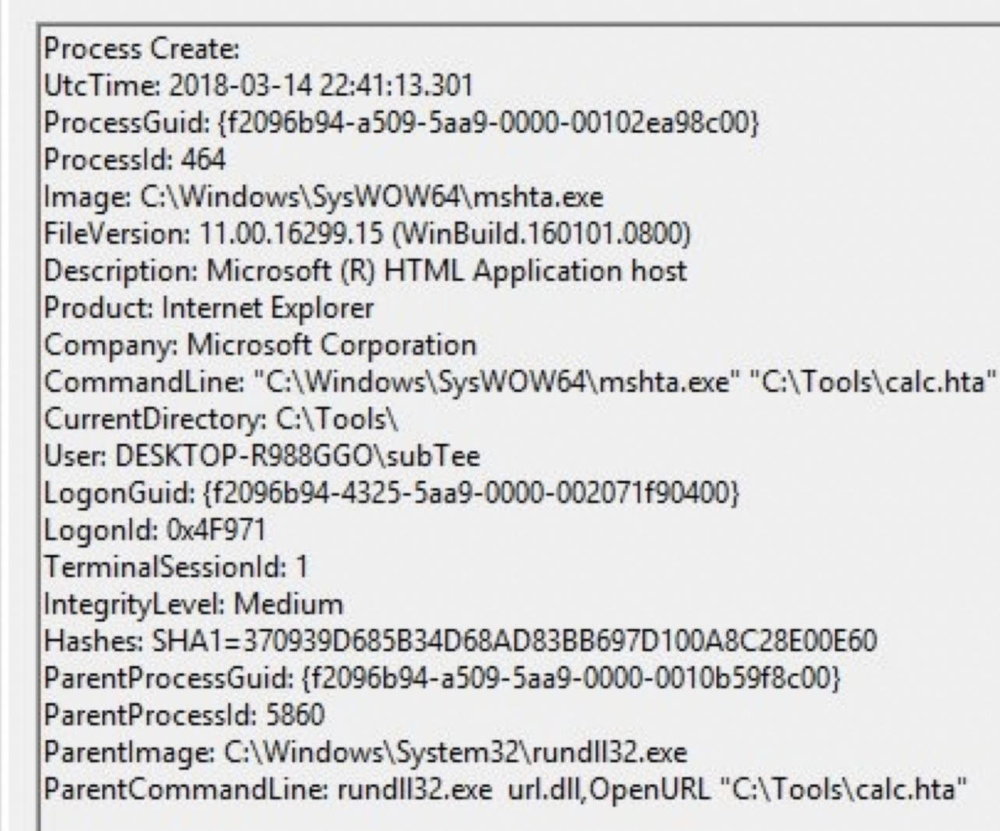 Process Create:
UtcTime: 2018-03-14 22:41:13.301
ProcessGuid: {f2096b94-a509-5aa9-0000-00102ea98c00}
ProcessId: 464
Image: C:\Windows\SysWOW64\mshta.exe
FileVersion: 11.00.16299.15 (WinBuild.160101.0800)
Description: Microsoft (R) HTML Application host
Product: Internet Explorer
Company: Microsoft Corporation
CommandLine: "C:\Windows\SysWOW64\mshta.exe" "C:\Tools\calc.hta"
CurrentDirectory: C:\Tools\
User: DESKTOP-R988GGO\subTee
LogonGuid: {f2096b94-4325-5aa9-0000-002071f90400}
LogonId: 0x4F971
TerminalSessionId: 1
IntegrityLevel: Medium
Hashes: SHA1=370939D685B34D68AD83BB697D100A8C28E00E60
ParentProcessGuid: {f2096b94-a509-5aa9-0000-0010b59f8c00}
ParentProcessId: 5860
ParentImage: C:\Windows\System32\rundll32.exe
ParentCommandLine: rundll32.exe  url.dll,OpenURL "C:\Tools\calc.hta"